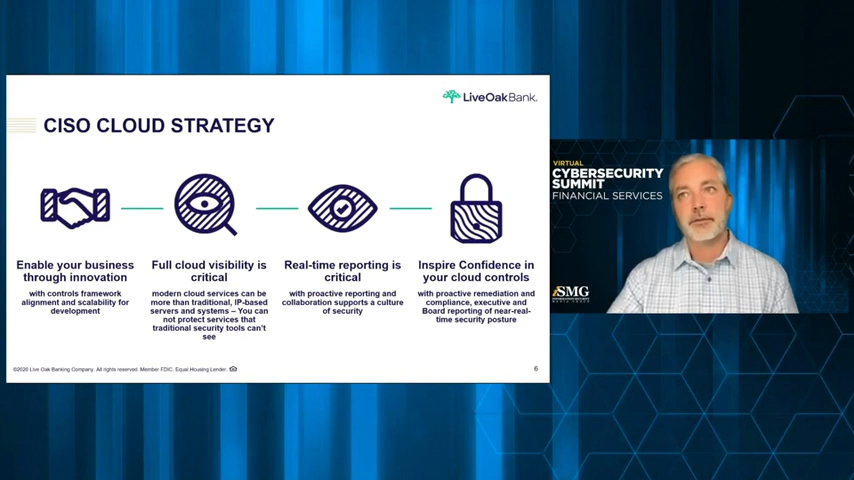 LiveOakBank.
CISO CLOUD STRATEGY
Enable your business
through innovation
with controls framework
alignment and scalability for
development
Full cloud visibility is
critical
modern cloud services can be
more than traditional, IP-based
servers and systems – You can
not protect services that
traditional security tools can't
see
Real-time reporting is
critical
with proactive reporting and
collaboration supports a culture
of security
Inspire Confidence in
your cloud controls
with proactive remediation and
compliance, executive and
Board reporting of near-real-
time security posture
©2020 Live Oak Banking Company. All rights reserved. Member FDIC. Equal Housing Lender.
6
VIRTUAL
CYBERSECURITY
SUMMIT
FINANCIAL SERVICES
iSMG
INFORMATION SECURITY
MEDIA GROUP